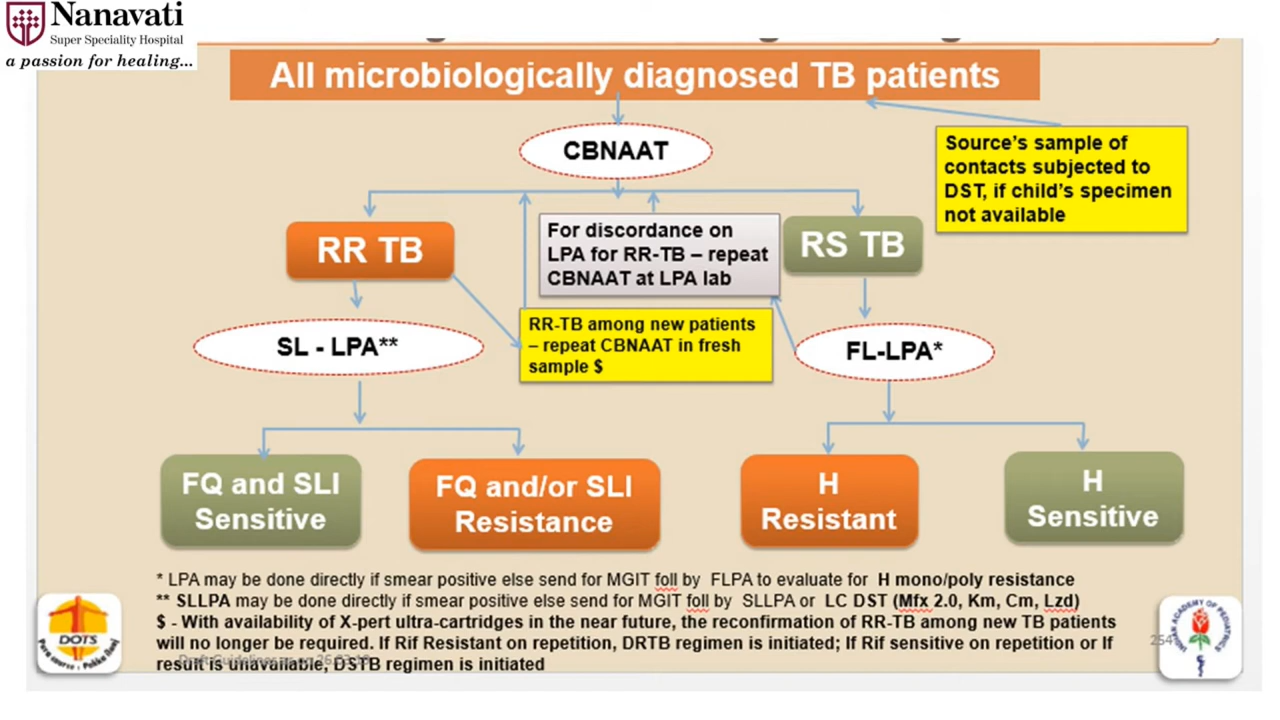 Nanavati
Super Speciality Hospital
a passion for healing...
All microbiologically diagnosed TB patients
CBNAAT
Source's sample of
contacts subjected to
DST, if child's specimen
not available
RR TB
For discordance on
LPA for RR-TB – repeat
CBNAAT at LPA lab
RS TB
SL - LPA**
RR-TB among new patients
– repeat CBNAAT in fresh
sample $
FL-LPA*
FQ and SLI
Sensitive
FQ and/or SLI
Resistance
H
Resistant
H
Sensitive
* LPA may be done directly if smear positive else send for MGIT foll by FLPA to evaluate for H mono/poly resistance
** SLLPA may be done directly if smear positive else send for MGIT foll by SLLPA or LC DST (Mfx 2.0, Km, Cm, Lzd)
$ - With availability of X-pert ultra-cartridges in the near future, the reconfirmation of RR-TB among new TB patients
will no longer be required. If Rif Resistant on repetition, DRTB regimen is initiated; If Rif sensitive on repetition or If
result is unavailable, DSTB regimen is initiated
DOTS
INDIAN ACADEMY OF PEDIATRICS
254